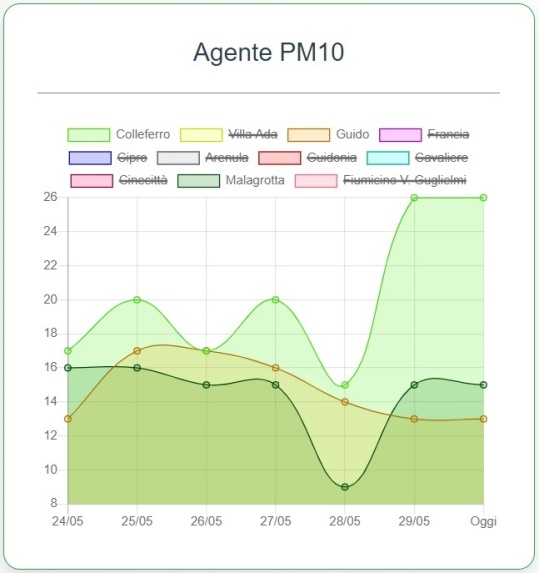 Agente PM10
Colleferro Villa Ada Guido Francia
Cipro Arenula Guidonia Cavaliere
Cinecittà Malagrotta Fiumicino V. Guglielmi
26
24
22
20
18
16
14
12
10
8
24/05 25/05 26/05 27/05 28/05 29/05 Oggi